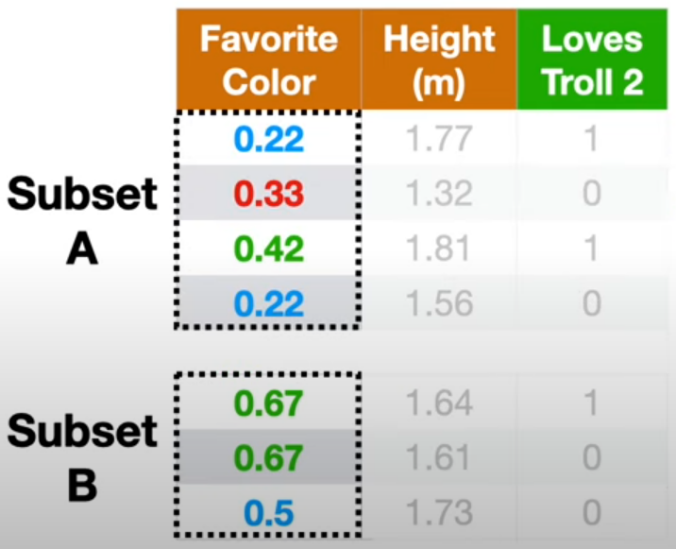 Favorite Color Height (m) Loves Troll 2
Subset A
0.22 1.77 1
0.33 1.32 0
0.42 1.81 1
0.22 1.56 0
Subset B
0.67 1.64 1
0.67 1.61 0
0.5 1.73 0